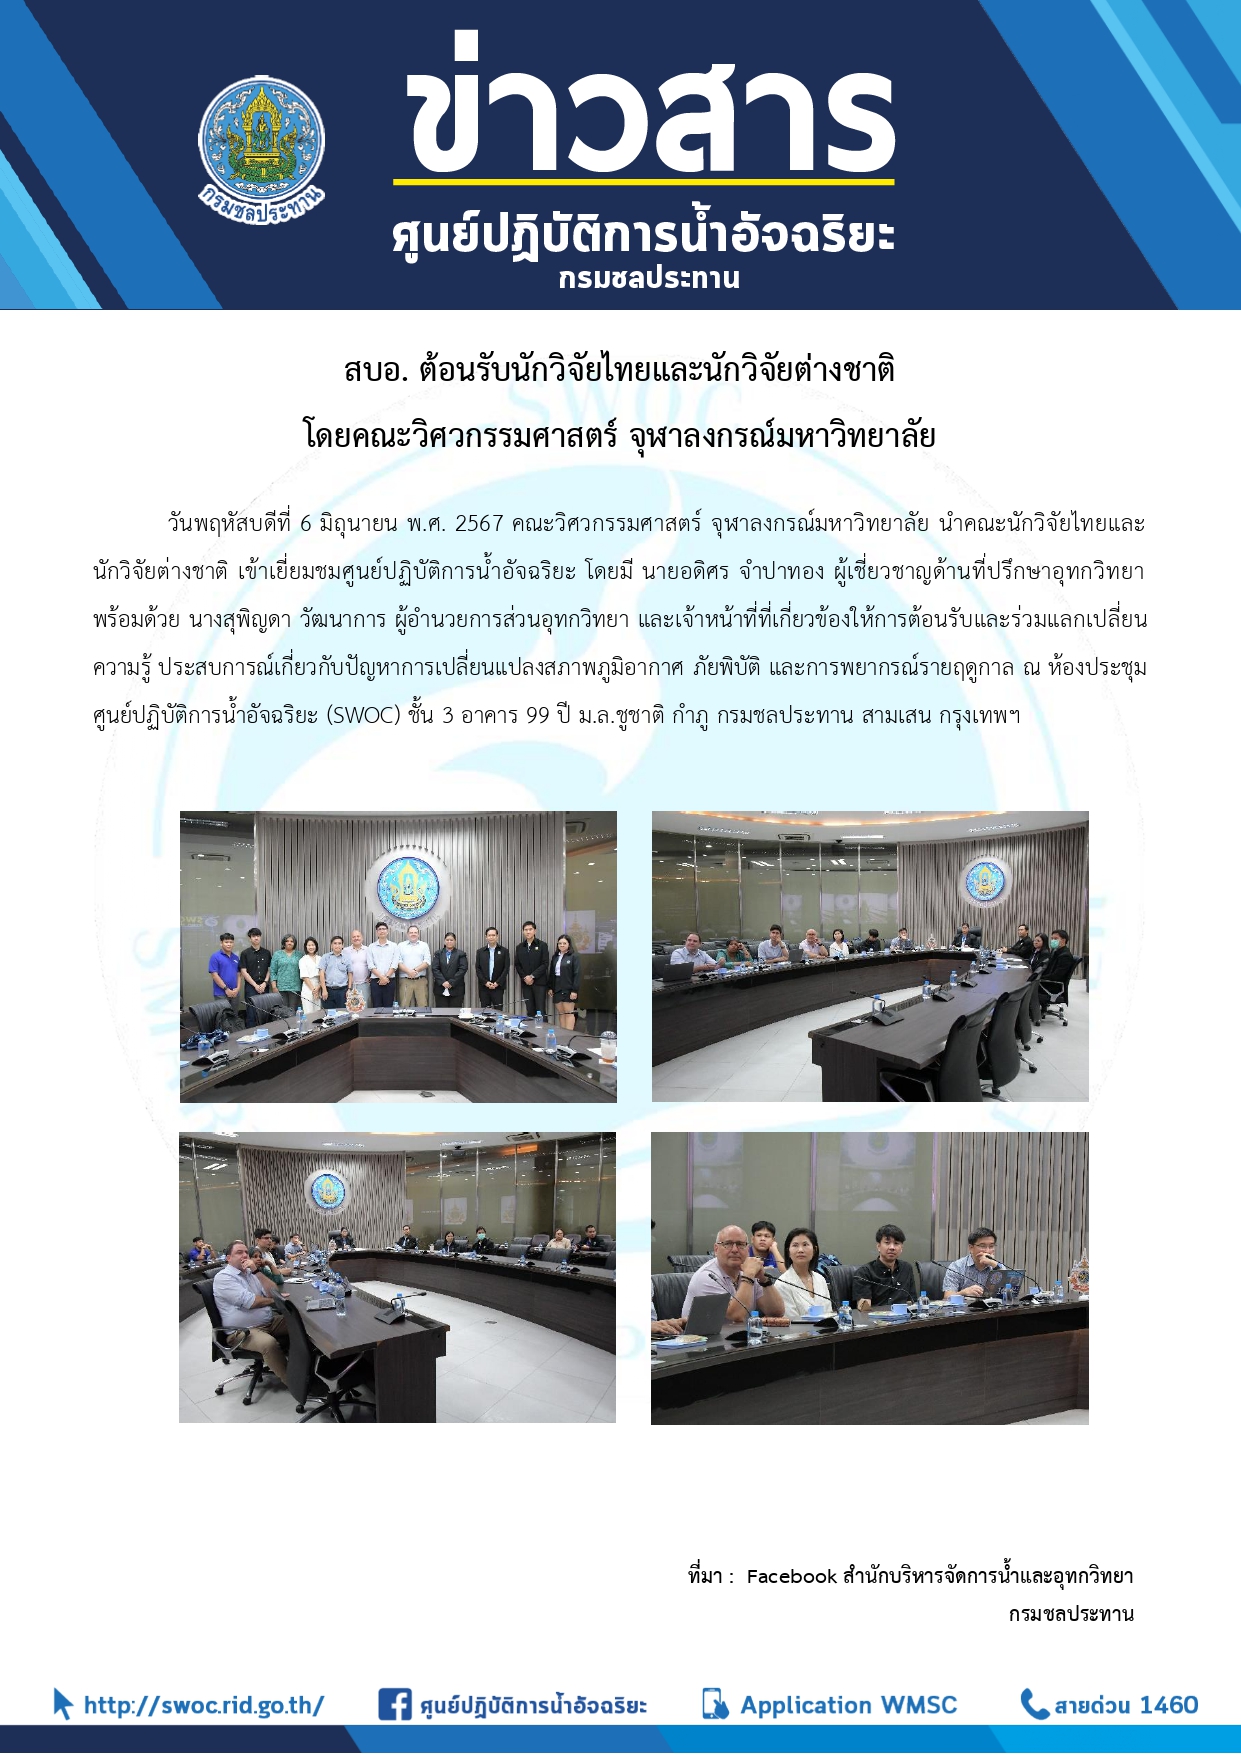 ข่าวสาร
กรมชลประทาน
ศูนย์ปฏิบัติการน้ำอัจฉริยะ
กรมชลประทาน
สบอ. ต้อนรับนักวิจัยไทยและนักวิจัยต่างชาติ
โดยคณะวิศวกรรมศาสตร์ จุฬาลงกรณ์มหาวิทยาลัย
วันพฤหัสบดีที่ 6 มิถุนายน พ.ศ. 2567 คณะวิศวกรรมศาสตร์ จุฬาลงกรณ์มหาวิทยาลัย นำคณะนักวิจัยไทยและ
นักวิจัยต่างชาติ เข้าเยี่ยมชมศูนย์ปฏิบัติการน้ำอัจฉริยะ โดยมี นายอดิศร จำปาทอง ผู้เชี่ยวชาญด้านที่ปรึกษาอุทกวิทยา
พร้อมด้วย นางสุพิญดา วัฒนาการ ผู้อำนวยการส่วนอุทกวิทยา และเจ้าหน้าที่ที่เกี่ยวข้องให้การต้อนรับและร่วมแลกเปลี่ยน
ความรู้ ประสบการณ์เกี่ยวกับปัญหาการเปลี่ยนแปลงสภาพภูมิอากาศ ภัยพิบัติ และการพยากรณ์รายฤดูกาล ณ ห้องประชุม
ศูนย์ปฏิบัติการน้ำอัจฉริยะ (SWOC) ชั้น 3 อาคาร 99 ปี ม.ล.ชูชาติ กำภู กรมชลประทาน สามเสน กรุงเทพฯ
SWOC
ที่มา : Facebook สำนักบริหารจัดการน้ำและอุทกวิทยา
กรมชลประทาน
http://swoc.rid.go.th/
ศูนย์ปฏิบัติการน้ำอัจฉริยะ
Application WMSC
สายด่วน 1460